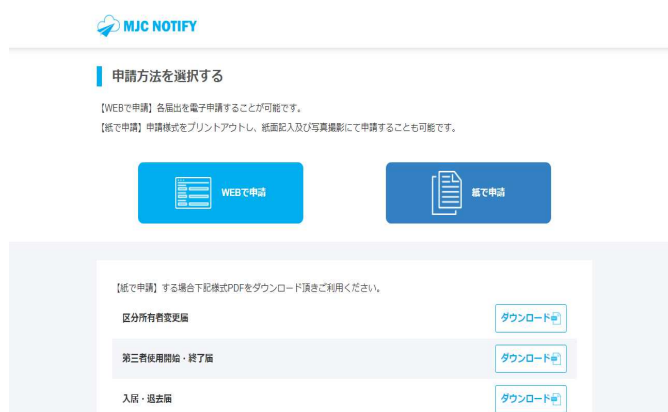 MJC NOTIFY
申請方法を選択する
【WEBで申請】各届出を電子申請することが可能です。
【紙で申請】申請様式をプリントアウトし、紙面記入及び写真撮影にて申請することも可能です。
WEBで申請
紙で申請
【紙で申請】する場合下記様式PDFをダウンロード頂きご利用ください。
区分所有者変更届
ダウンロード
第三者使用開始・終了届
ダウンロード
入居・退去届
ダウンロード